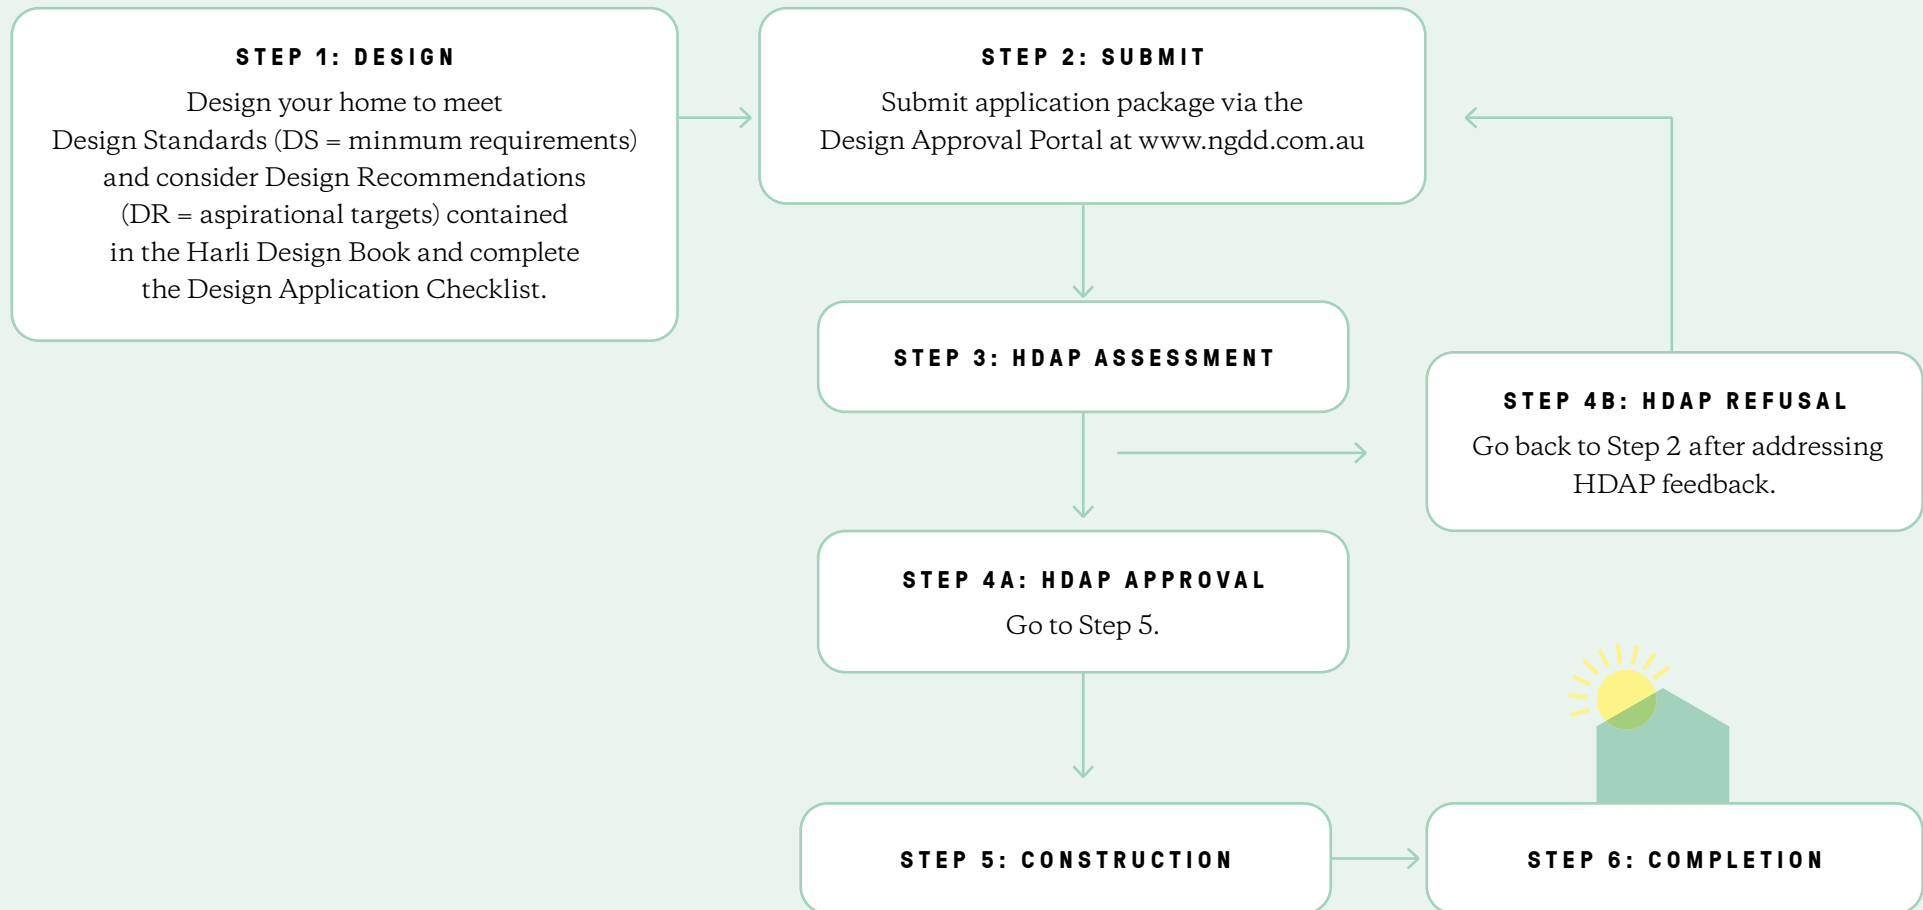 STEP 1: DESIGN
Design your home to meet
Design Standards (DS = minmum requirements)
and consider Design Recommendations
(DR = aspirational targets) contained
in the Harli Design Book and complete
the Design Application Checklist.
STEP 2: SUBMIT
Submit application package via the
Design Approval Portal at www.ngdd.com.au
STEP 3: HDAP ASSESSMENT
STEP 4B: HDAP REFUSAL
Go back to Step 2 after addressing
HDAP feedback.
STEP 4A: HDAP APPROVAL
Go to Step 5.
STEP 5: CONSTRUCTION
STEP 6: COMPLETION